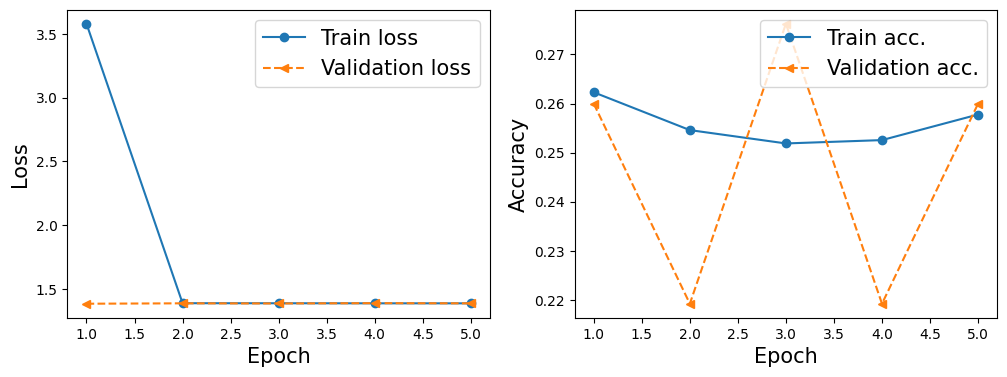 Train loss
Validation loss
3.5
3.0
2.5
2.0
1.5
Loss
1.0 1.5 2.0 2.5 3.0 3.5 4.0 4.5 5.0
Epoch
Train acc.
Validation acc.
0.27
0.26
0.25
0.24
0.23
0.22
Accuracy
1.0 1.5 2.0 2.5 3.0 3.5 4.0 4.5 5.0
Epoch